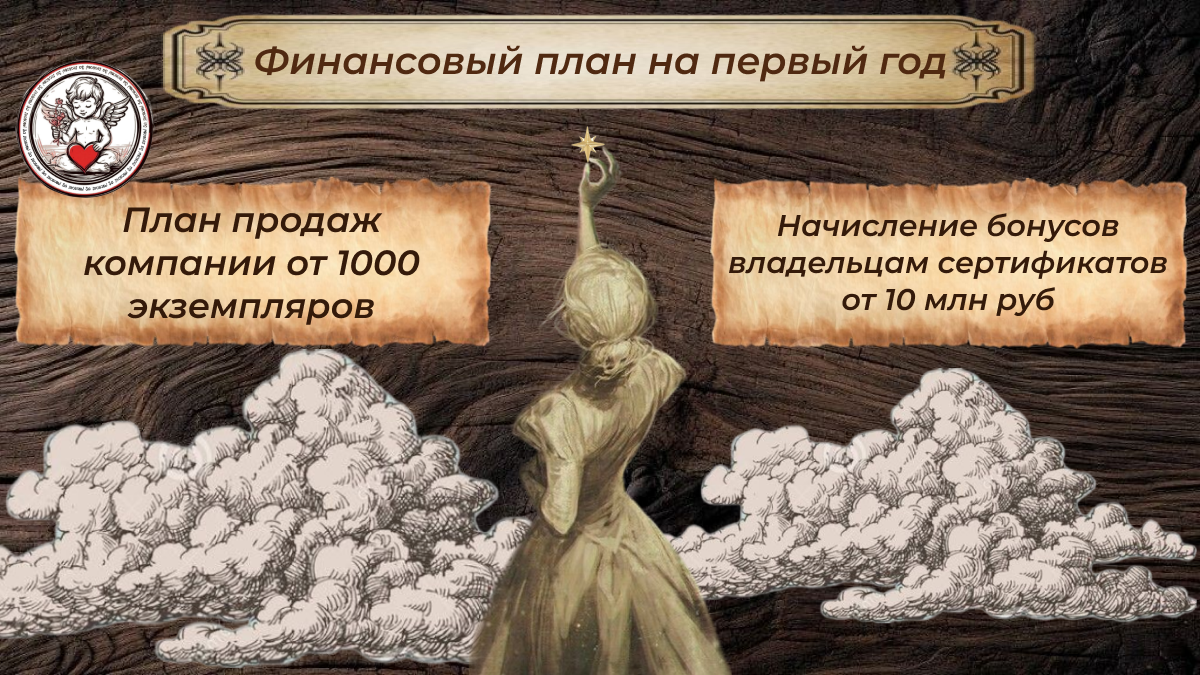 Финансовый план на первый год
План продаж
компании от 1000
экземпляров
Начисление бонусов
владельцам сертификатов
от 10 млн руб